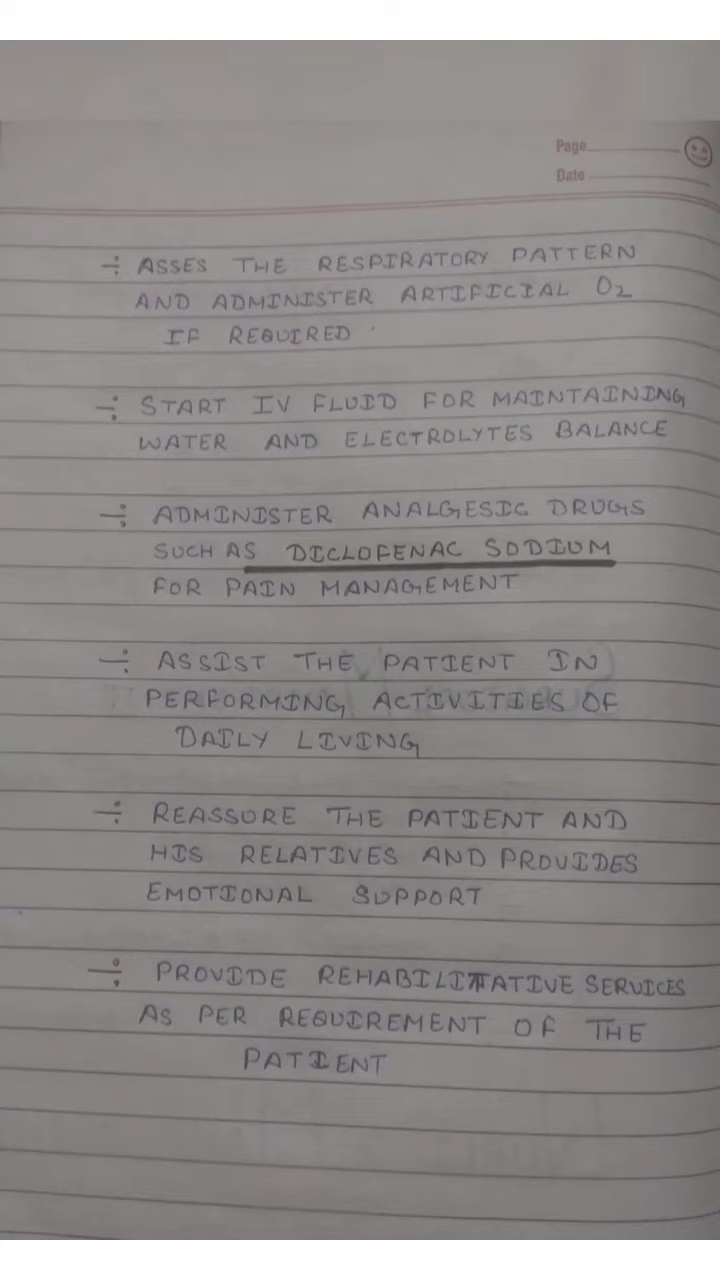 Page
Date
÷ ASSES THE RESPIRATORY PATTERN
AND ADMINISTER ARTIFICIAL O2
IF REQUIRED
÷ START IV FLUID FOR MAINTAINING
WATER AND ELECTROLYTES BALANCE
÷ ADMINISTER ANALGESIC DRUGS
SUCH AS DICLOFENAC SODIUM
FOR PAIN MANAGEMENT
÷ ASSIST THE PATIENT IN
PERFORMING ACTIVITIES OF
DAILY LIVING
÷ REASSURE THE PATIENT AND
HIS RELATIVES AND PROVIDES
EMOTIONAL SUPPORT
÷ PROVIDE REHABILITATIVE SERVICES
AS PER REQUIREMENT OF THE
PATIENT